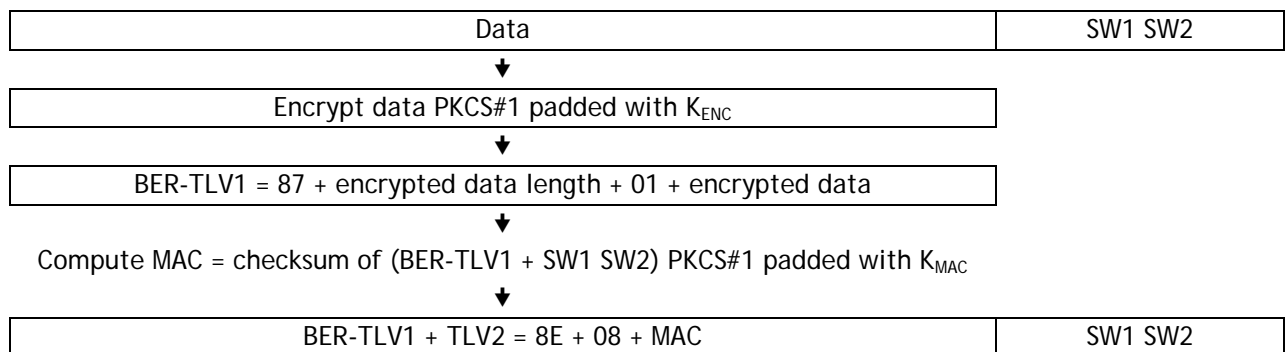 Data SW1 SW2
Encrypt data PKCS#1 padded with KENC
BER-TLV1 = 87 + encrypted data length + 01 + encrypted data
Compute MAC = checksum of (BER-TLV1 + SW1 SW2) PKCS#1 padded with KMAC
BER-TLV1 + TLV2 = 8E + 08 + MAC SW1 SW2